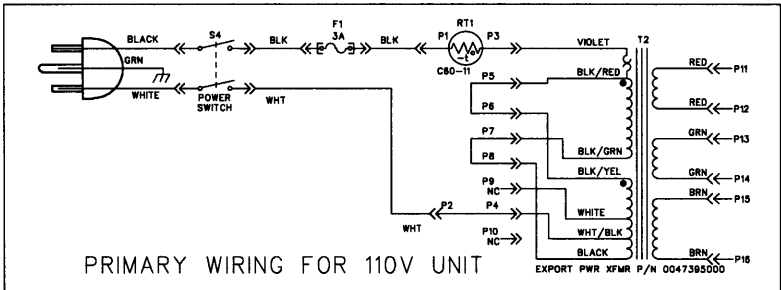 BLACK S4 BLK F1 3A BLK P1 RT1 P3 VIOLET T2
GRN
-t°
C60-11
WHITE POWER SWITCH WHT
P5 BLK/RED RED P11
P6 RED P12
P7 GRN P13
P8 BLK/GRN
BLK/YEL GRN P14
P9 NC BRN P15
P2 P4 WHITE
WHT
WHT/BLK
P10 NC
BLACK BRN P16
PRIMARY WIRING FOR 110V UNIT
EXPORT PWR XFMR P/N 0047395000